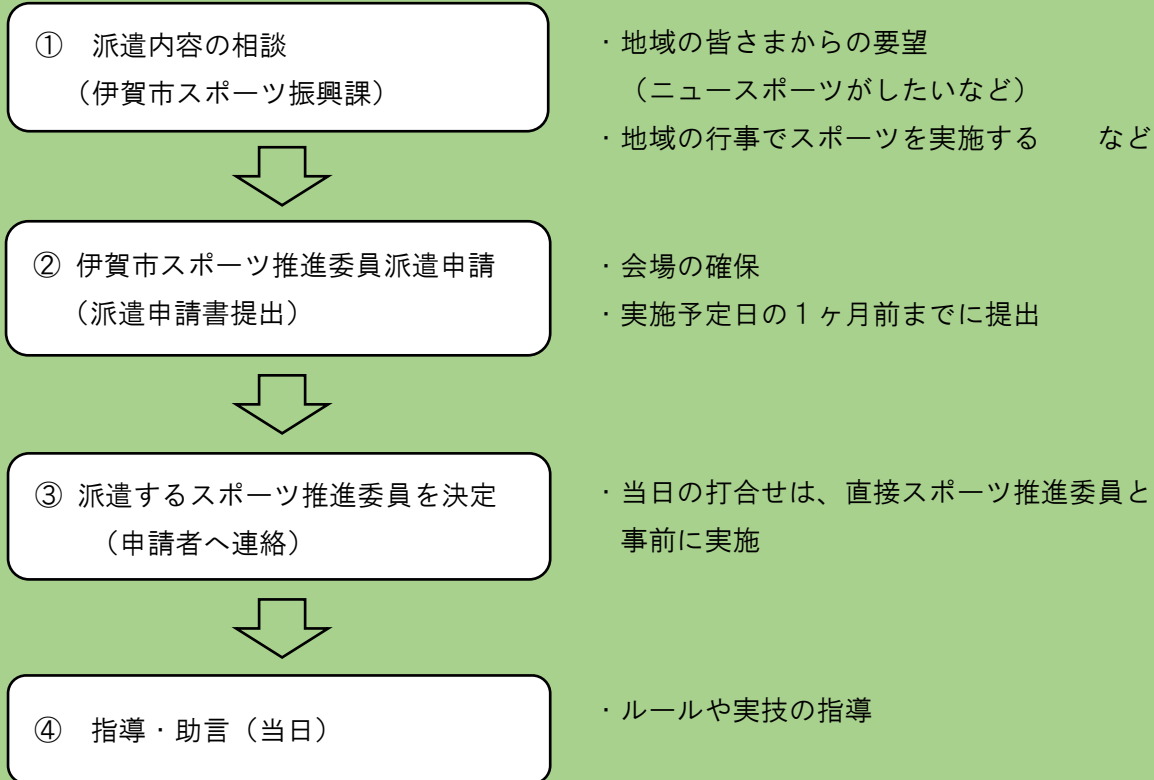 ① 派遣内容の相談
（伊賀市スポーツ振興課）
・地域の皆さまからの要望
（ニュースポーツがしたいなど）
・地域の行事でスポーツを実施する　　など
② 伊賀市スポーツ推進委員派遣申請
（派遣申請書提出）
・会場の確保
・実施予定日の１ヶ月前までに提出
③ 派遣するスポーツ推進委員を決定
（申請者へ連絡）
・当日の打合せは、直接スポーツ推進委員と
事前に実施
④ 指導・助言（当日）
・ルールや実技の指導